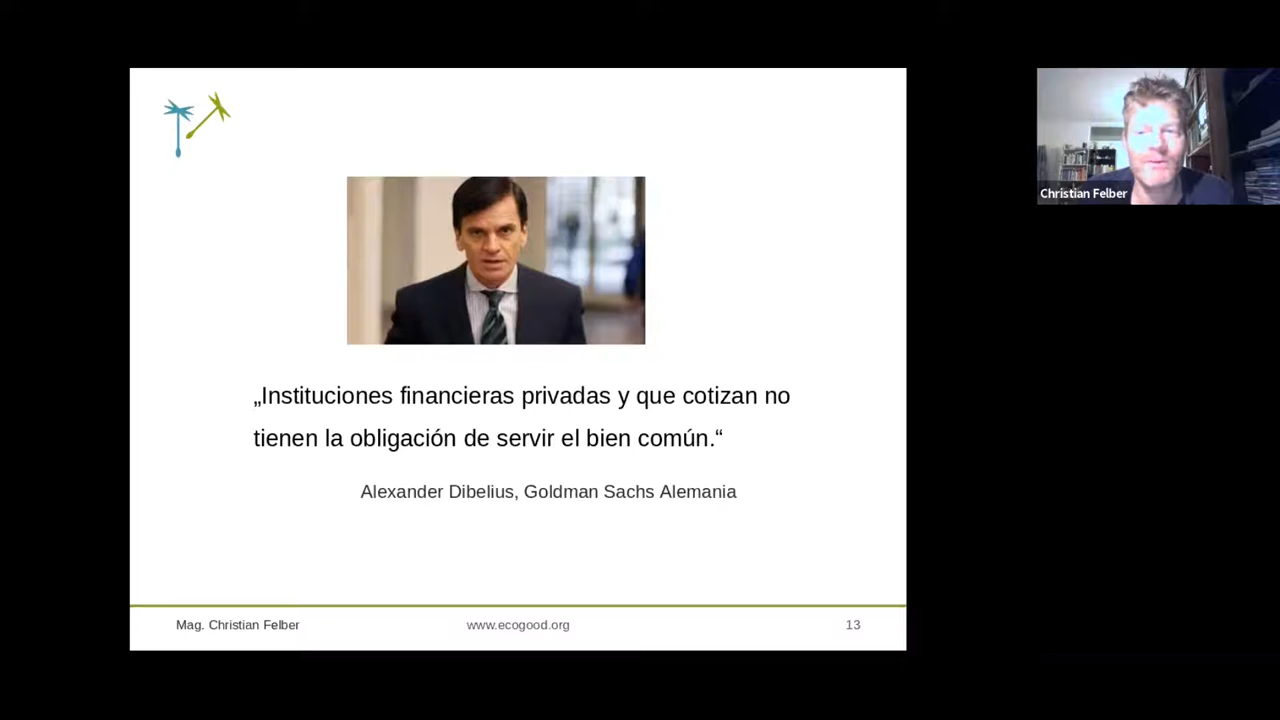 Christian Felber
„Instituciones financieras privadas y que cotizan no
tienen la obligación de servir el bien común.“
Alexander Dibelius, Goldman Sachs Alemania
Mag. Christian Felber
www.ecogood.org
13